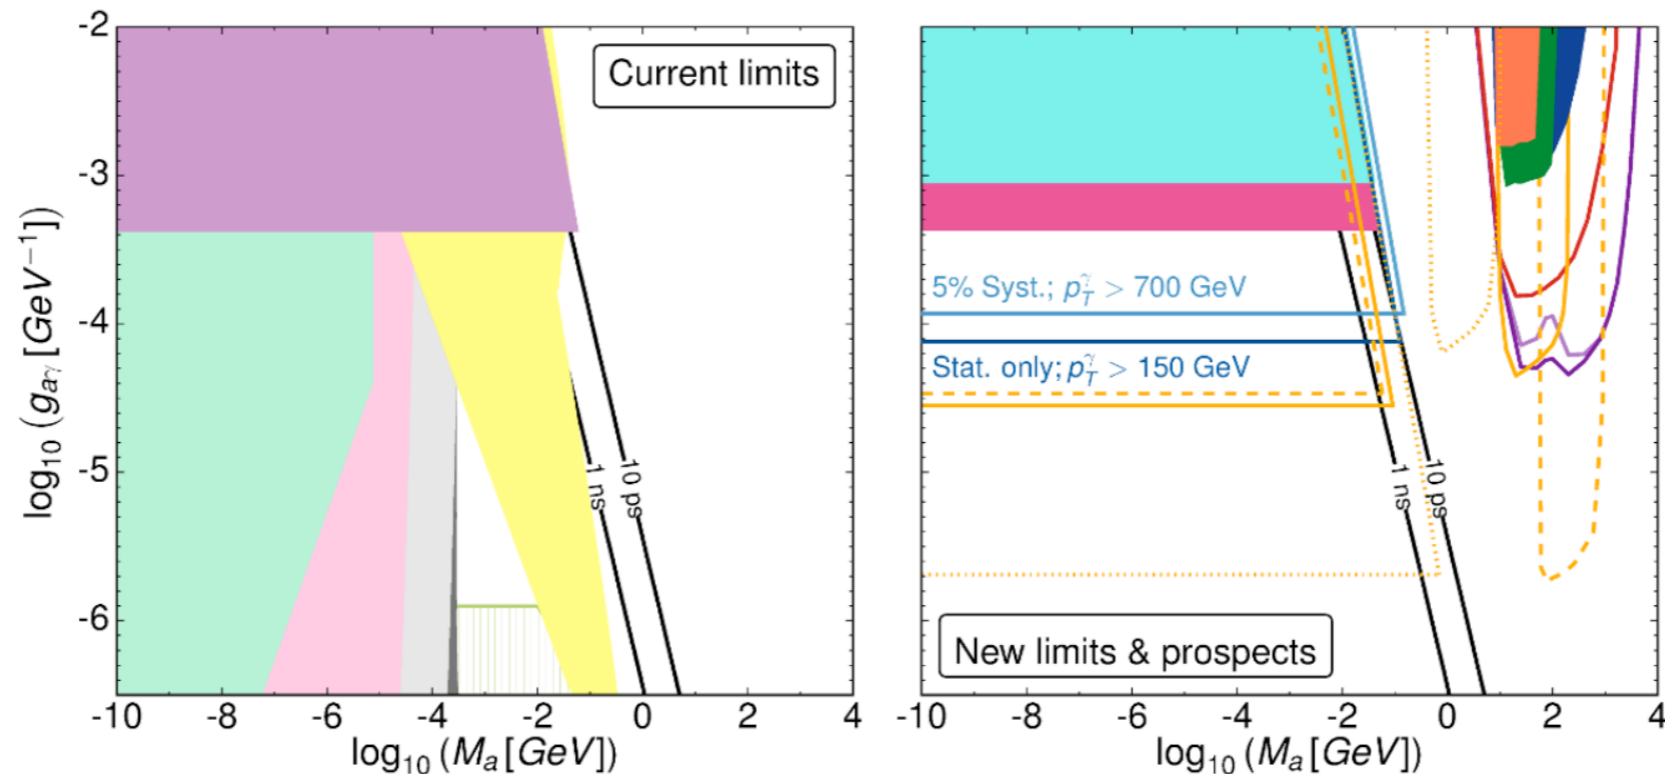 -2
-3
-4
-5
-6
log10 (gaγ [GeV−1])
Current limits
1 ns
10 ps
-10 -8 -6 -4 -2 0 2 4
log10 (Ma [GeV])
5% Syst.; pTγ > 700 GeV
Stat. only; pTγ > 150 GeV
1 ns
10 ps
New limits & prospects
-10 -8 -6 -4 -2 0 2 4
log10 (Ma [GeV])